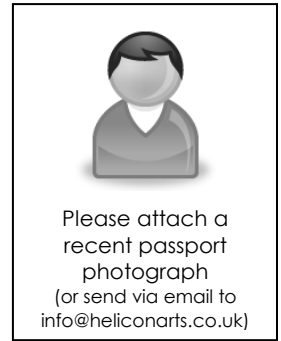 Please attach a
recent passport
photograph
(or send via email to
info@heliconarts.co.uk)